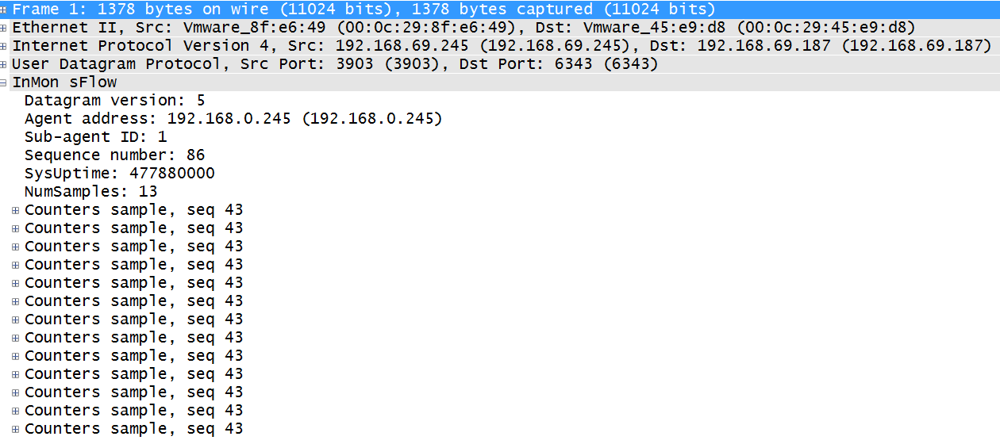 Frame 1: 1378 bytes on wire (11024 bits), 1378 bytes captured (11024 bits)
Ethernet II, Src: Vmware_8f:e6:49 (00:0c:29:8f:e6:49), Dst: Vmware_45:e9:d8 (00:0c:29:45:e9:d8)
Internet Protocol Version 4, Src: 192.168.69.245 (192.168.69.245), Dst: 192.168.69.187 (192.168.69.187)
User Datagram Protocol, Src Port: 3903 (3903), Dst Port: 6343 (6343)
InMon sFlow
Datagram version: 5
Agent address: 192.168.0.245 (192.168.0.245)
Sub-agent ID: 1
Sequence number: 86
SysUptime: 477880000
NumSamples: 13
Counters sample, seq 43
Counters sample, seq 43
Counters sample, seq 43
Counters sample, seq 43
Counters sample, seq 43
Counters sample, seq 43
Counters sample, seq 43
Counters sample, seq 43
Counters sample, seq 43
Counters sample, seq 43
Counters sample, seq 43
Counters sample, seq 43
Counters sample, seq 43